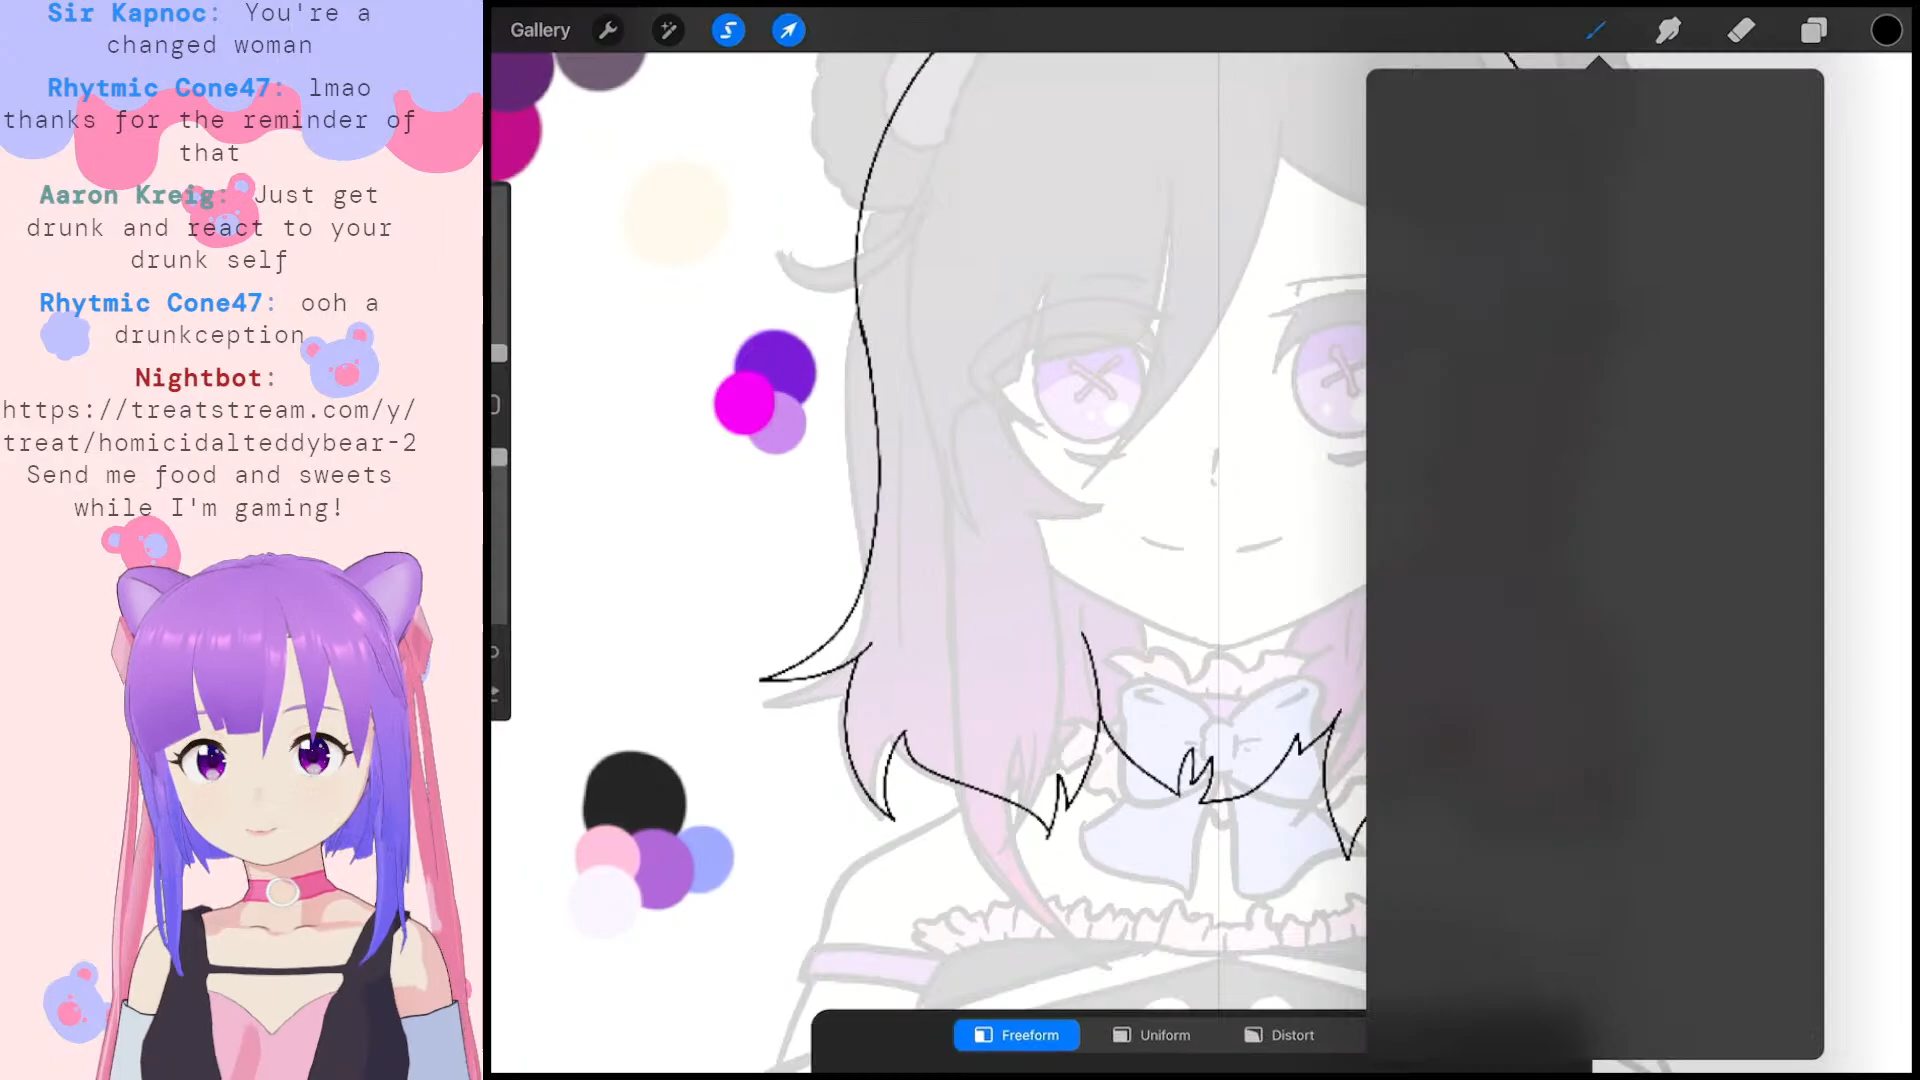 Sir Kapnoc: You're a
changed woman
Rhytmic Cone47: lmao
thanks for the reminder of
that
Aaron Kreig: Just get
drunk and react to your
drunk self
Rhytmic Cone47: ooh a
drunkception
Nightbot:
https://treatstream.com/y/
treat/homicidalteddybear-2
Send me food and sweets
while I'm gaming!
Gallery
Freeform
Uniform
Distort